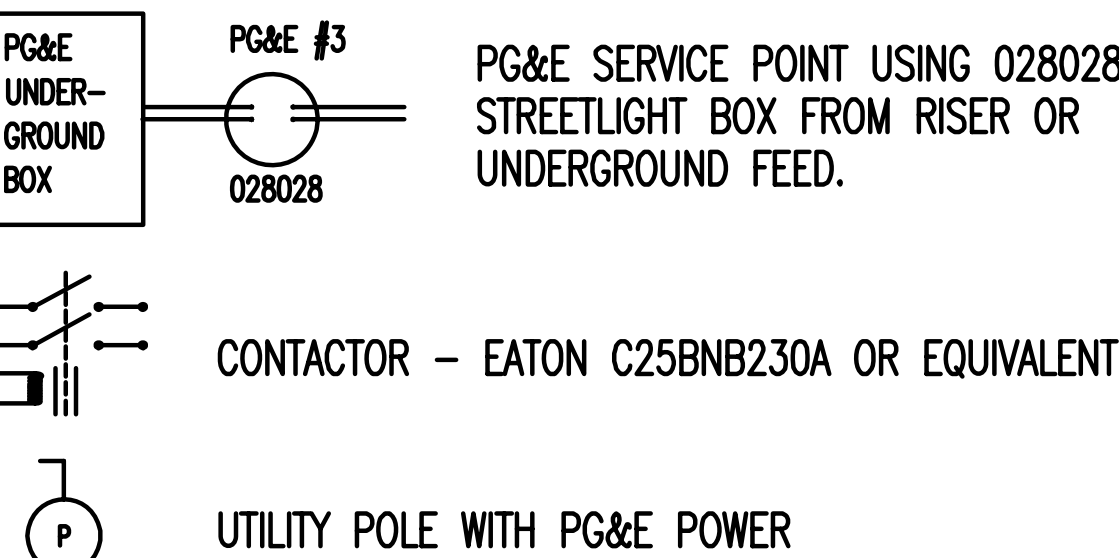 PG&E
UNDER-
GROUND
BOX
PG&E #3
028028
PG&E SERVICE POINT USING 028028
STREETLIGHT BOX FROM RISER OR
UNDERGROUND FEED.
CONTACTOR - EATON C25BNB230A OR EQUIVALENT
P
UTILITY POLE WITH PG&E POWER